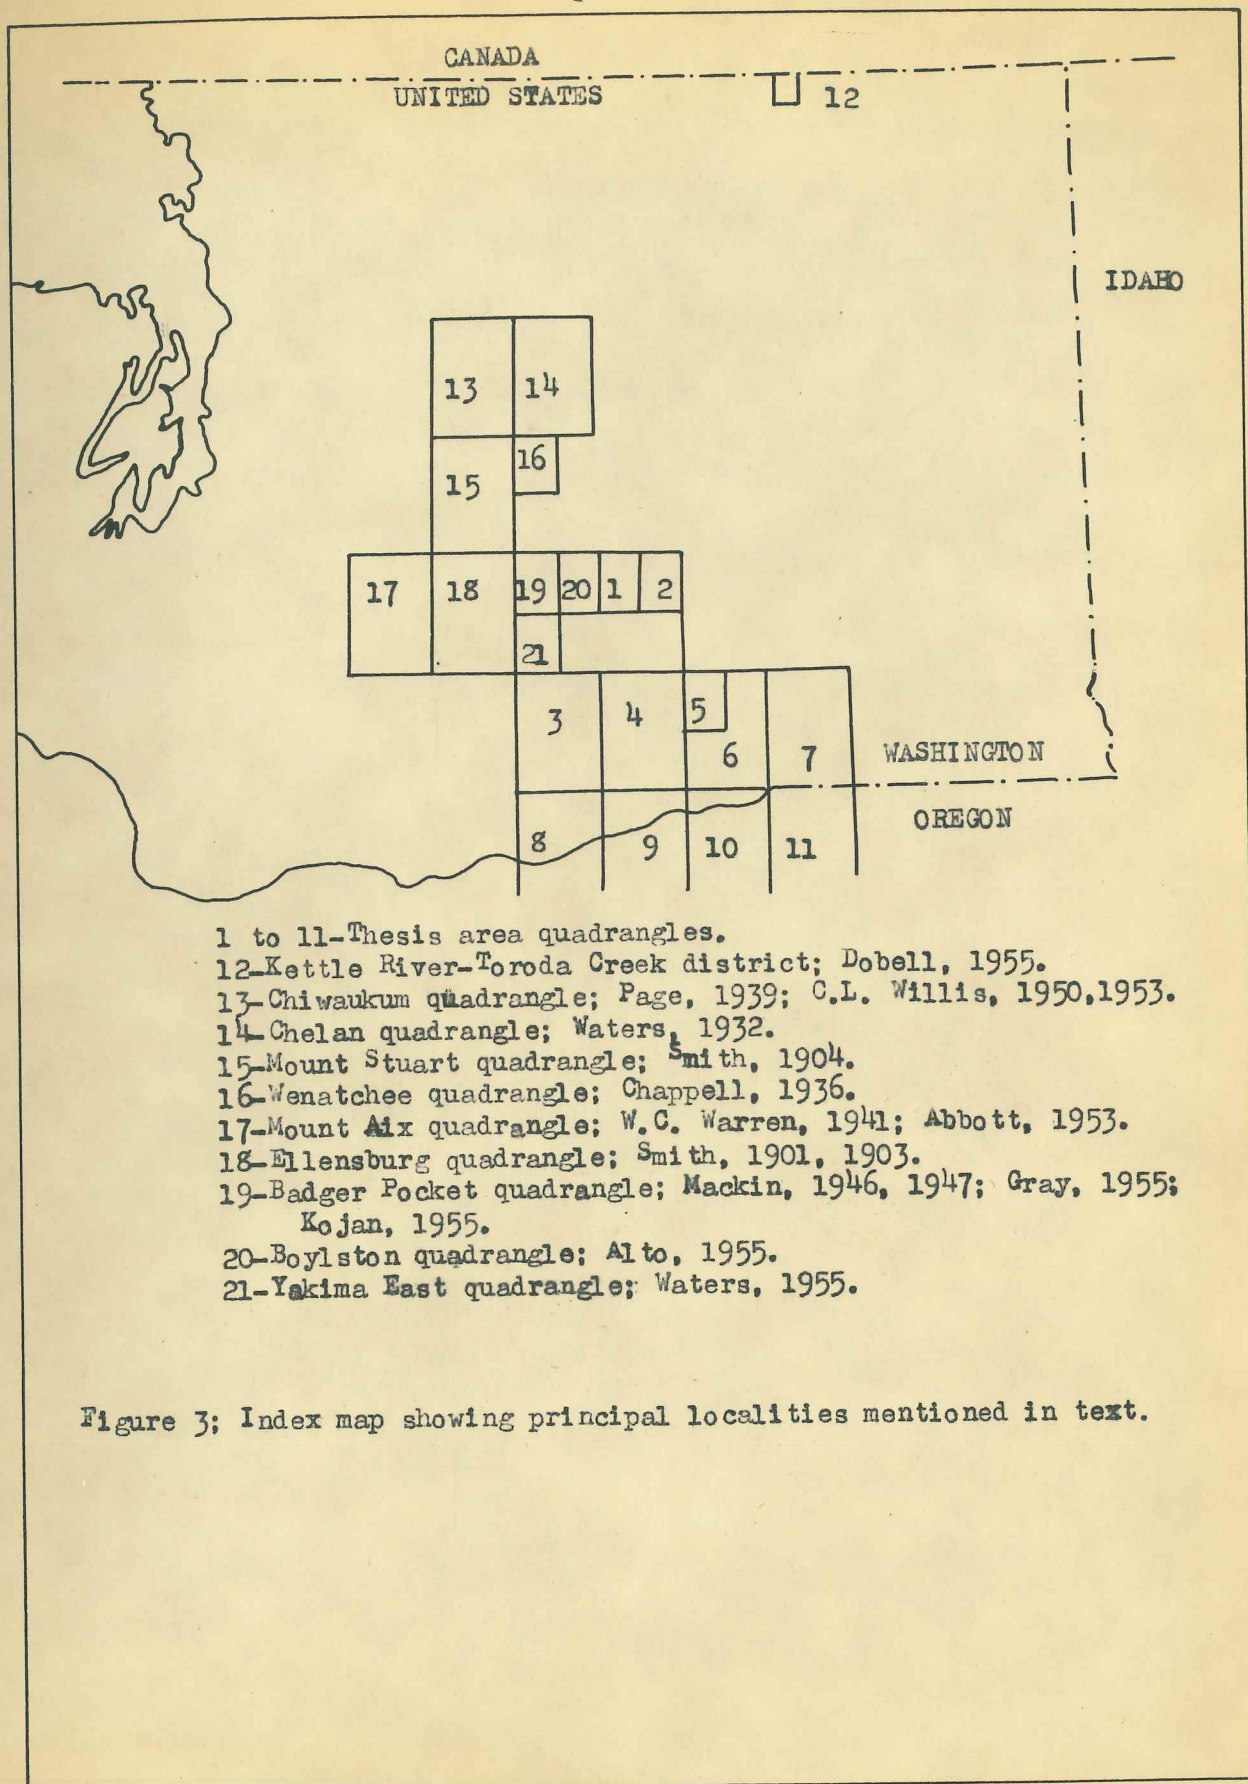 CANADA
UNITED STATES
12
IDAHO
13 14
16
15
17 18 19 20 1 2
21
3 4 5
6 7
WASHINGTON
OREGON
8 9 10 11
1 to 11-Thesis area quadrangles.
12-Kettle River-Toroda Creek district; Dobell, 1955.
13-Chiwaukum quadrangle; Page, 1939; C.L. Willis, 1950,1953.
14-Chelan quadrangle; Waters, 1932.
15-Mount Stuart quadrangle; Smith, 1904.
16-Wenatchee quadrangle; Chappell, 1936.
17-Mount Aix quadrangle; W.C. Warren, 1941; Abbott, 1953.
18-Ellensburg quadrangle; Smith, 1901, 1903.
19-Badger Pocket quadrangle; Mackin, 1946, 1947; Gray, 1955;
Kojan, 1955.
20-Boylston quadrangle; Alto, 1955.
21-Yakima East quadrangle; Waters, 1955.
Figure 3; Index map showing principal localities mentioned in text.